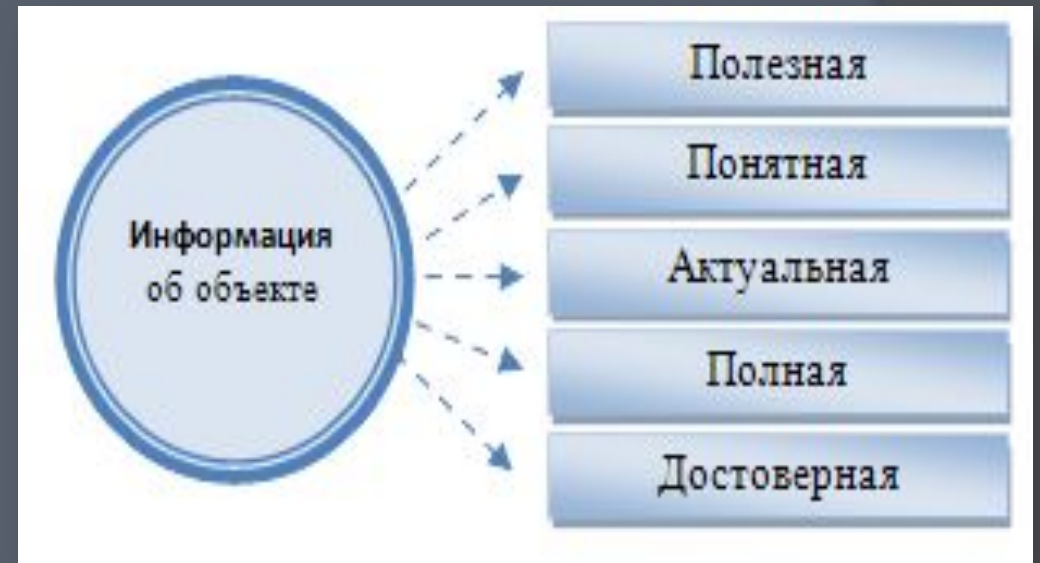 Информация
об объекте
Полезная
Понятная
Актуальная
Полная
Достоверная